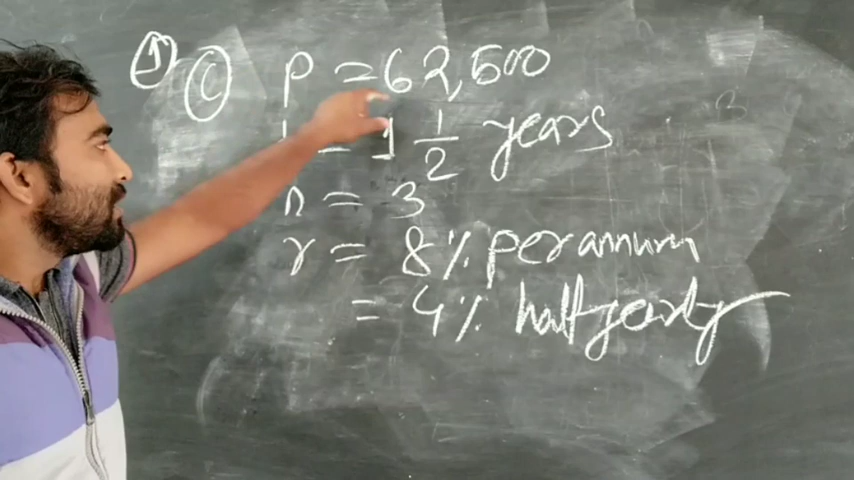 ① Ⓒ P = 62,500
= 1 1/2 years
n = 3
r = 8% per annum
= 4% half yearly